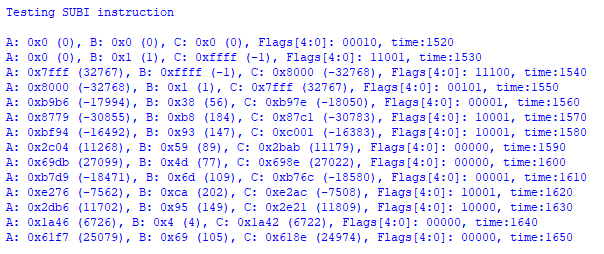 Testing SUBI instruction
A: 0x0 (0), B: 0x0 (0), C: 0x0 (0), Flags[4:0]: 00010, time:1520
A: 0x0 (0), B: 0x1 (1), C: 0xffff (-1), Flags[4:0]: 11001, time:1530
A: 0x7fff (32767), B: 0xffff (-1), C: 0x8000 (-32768), Flags[4:0]: 11100, time:1540
A: 0x8000 (-32768), B: 0x1 (1), C: 0x7fff (32767), Flags[4:0]: 00101, time:1550
A: 0xb9b6 (-17994), B: 0x38 (56), C: 0xb97e (-18050), Flags[4:0]: 00001, time:1560
A: 0x8779 (-30855), B: 0xb8 (184), C: 0x87c1 (-30783), Flags[4:0]: 10001, time:1570
A: 0xbf94 (-16492), B: 0x93 (147), C: 0xc001 (-16383), Flags[4:0]: 10001, time:1580
A: 0x2c04 (11268), B: 0x59 (89), C: 0x2bab (11179), Flags[4:0]: 00000, time:1590
A: 0x69db (27099), B: 0x4d (77), C: 0x698e (27022), Flags[4:0]: 00000, time:1600
A: 0xb7d9 (-18471), B: 0x6d (109), C: 0xb76c (-18580), Flags[4:0]: 00001, time:1610
A: 0xe276 (-7562), B: 0xca (202), C: 0xe2ac (-7508), Flags[4:0]: 10001, time:1620
A: 0x2db6 (11702), B: 0x95 (149), C: 0x2e21 (11809), Flags[4:0]: 10000, time:1630
A: 0x1a46 (6726), B: 0x4 (4), C: 0x1a42 (6722), Flags[4:0]: 00000, time:1640
A: 0x61f7 (25079), B: 0x69 (105), C: 0x618e (24974), Flags[4:0]: 00000, time:1650